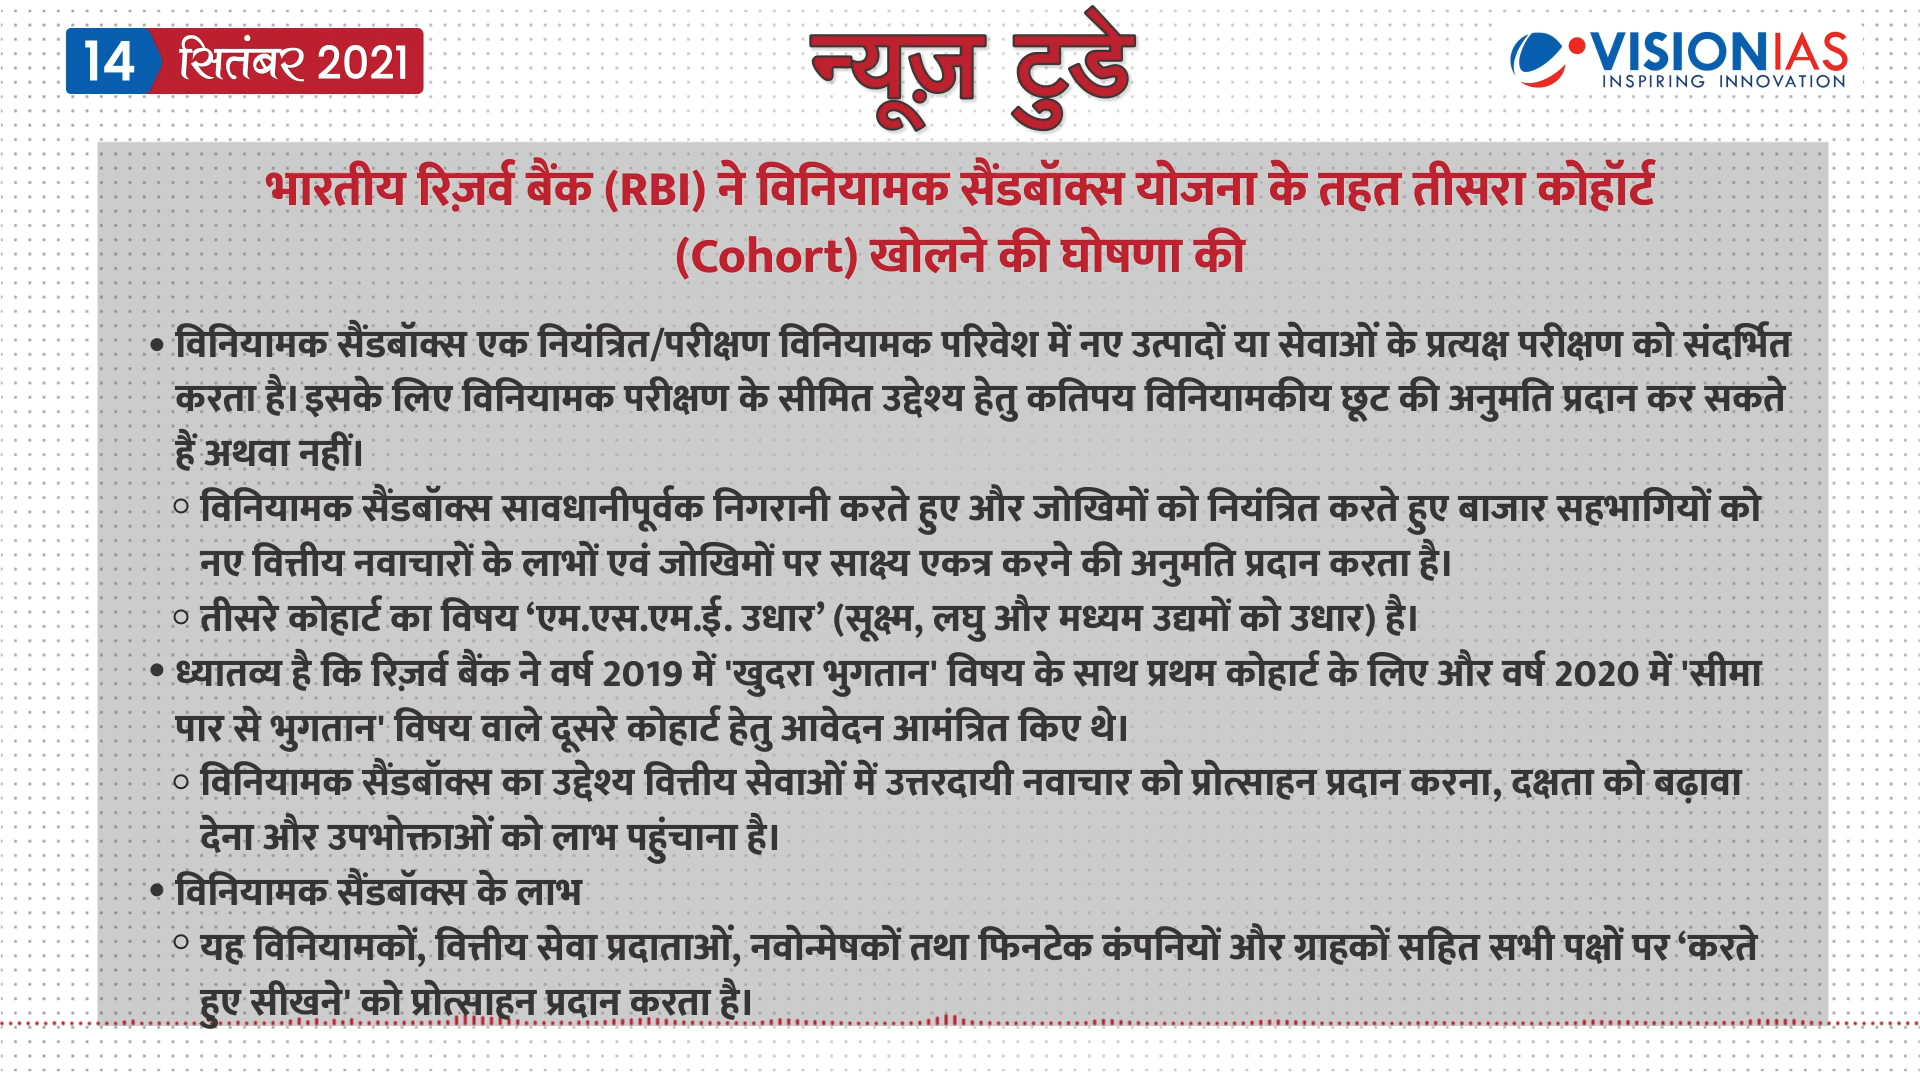 14 सितंबर 2021
न्यूज़ टुडे
VISIONIAS
INSPIRING INNOVATION
भारतीय रिज़र्व बैंक (RBI) ने विनियामक सैंडबॉक्स योजना के तहत तीसरा कोहॉर्ट
(Cohort) खोलने की घोषणा की
• विनियामक सैंडबॉक्स एक नियंत्रित/परीक्षण विनियामक परिवेश में नए उत्पादों या सेवाओं के प्रत्यक्ष परीक्षण को संदर्भित
करता है। इसके लिए विनियामक परीक्षण के सीमित उद्देश्य हेतु कतिपय विनियामकीय छूट की अनुमति प्रदान कर सकते
हैं अथवा नहीं।
○ विनियामक सैंडबॉक्स सावधानीपूर्वक निगरानी करते हुए और जोखिमों को नियंत्रित करते हुए बाजार सहभागियों को
नए वित्तीय नवाचारों के लाभों एवं जोखिमों पर साक्ष्य एकत्र करने की अनुमति प्रदान करता है।
○ तीसरे कोहार्ट का विषय ‘एम.एस.एम.ई. उधार’ (सूक्ष्म, लघु और मध्यम उद्यमों को उधार) है।
• ध्यातव्य है कि रिज़र्व बैंक ने वर्ष 2019 में 'खुदरा भुगतान' विषय के साथ प्रथम कोहार्ट के लिए और वर्ष 2020 में 'सीमा
पार से भुगतान' विषय वाले दूसरे कोहार्ट हेतु आवेदन आमंत्रित किए थे।
○ विनियामक सैंडबॉक्स का उद्देश्य वित्तीय सेवाओं में उत्तरदायी नवाचार को प्रोत्साहन प्रदान करना, दक्षता को बढ़ावा
देना और उपभोक्ताओं को लाभ पहुंचाना है।
• विनियामक सैंडबॉक्स के लाभ
○ यह विनियामकों, वित्तीय सेवा प्रदाताओं, नवोन्मेषकों तथा फिनटेक कंपनियों और ग्राहकों सहित सभी पक्षों पर ‘करते
हुए सीखने' को प्रोत्साहन प्रदान करता है।